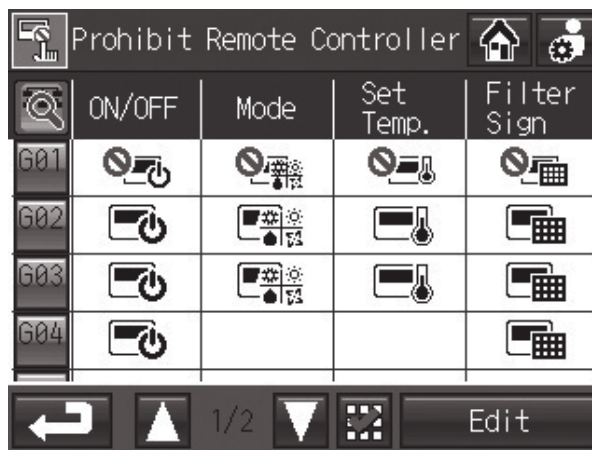 Prohibit Remote Controller
ON/OFF
Mode
Set
Temp.
Filter
Sign
G01
G02
G03
G04
1/2
Edit